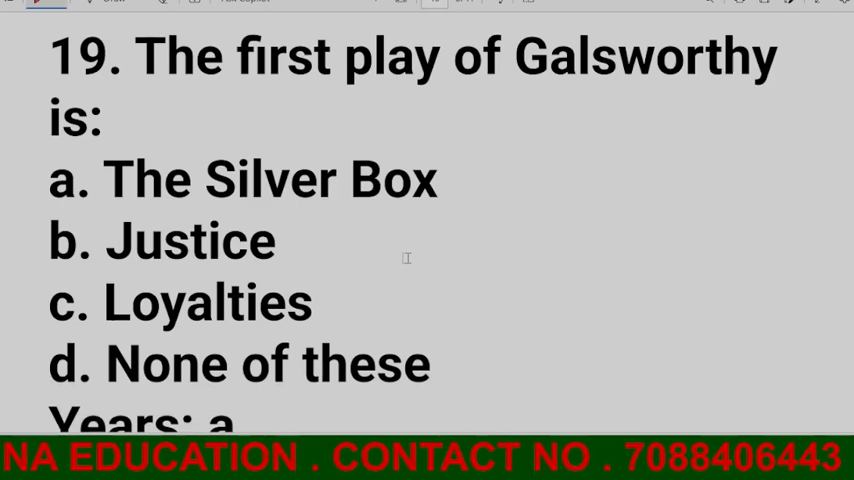 19. The first play of Galsworthy
is:
a. The Silver Box
b. Justice
c. Loyalties
d. None of these
Years: a
NA EDUCATION . CONTACT NO . 7088406443